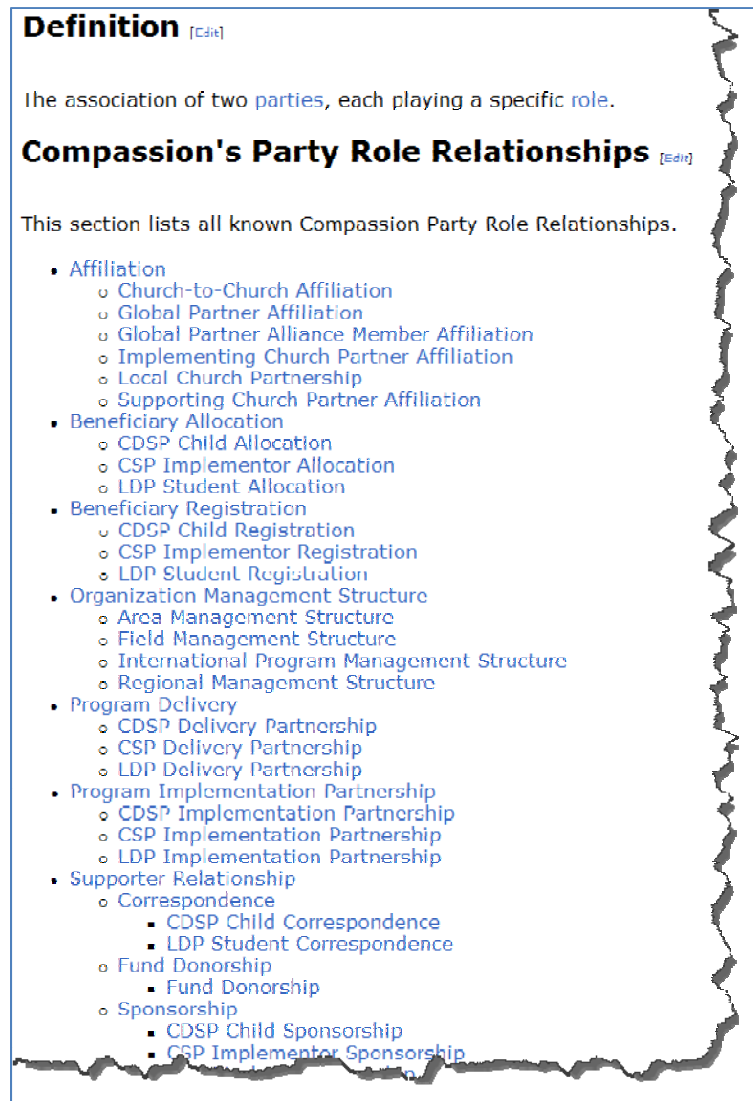 Definition [Edit]
The association of two parties, each playing a specific role.
Compassion's Party Role Relationships [Edit]
This section lists all known Compassion Party Role Relationships.
Affiliation
Church-to-Church Affiliation
Global Partner Affiliation
Global Partner Alliance Member Affiliation
Implementing Church Partner Affiliation
Local Church Partnership
Supporting Church Partner Affiliation
Beneficiary Allocation
CDSP Child Allocation
CSP Implementor Allocation
LDP Student Allocation
Beneficiary Registration
CDSP Child Registration
CSP Implementor Registration
LDP Student Registration
Organization Management Structure
Area Management Structure
Field Management Structure
International Program Management Structure
Regional Management Structure
Program Delivery
CDSP Delivery Partnership
CSP Delivery Partnership
LDP Delivery Partnership
Program Implementation Partnership
CDSP Implementation Partnership
CSP Implementation Partnership
LDP Implementation Partnership
Supporter Relationship
Correspondence
CDSP Child Correspondence
LDP Student Correspondence
Fund Donorship
Fund Donorship
Sponsorship
CDSP Child Sponsorship
CSP Implementor Sponsorship